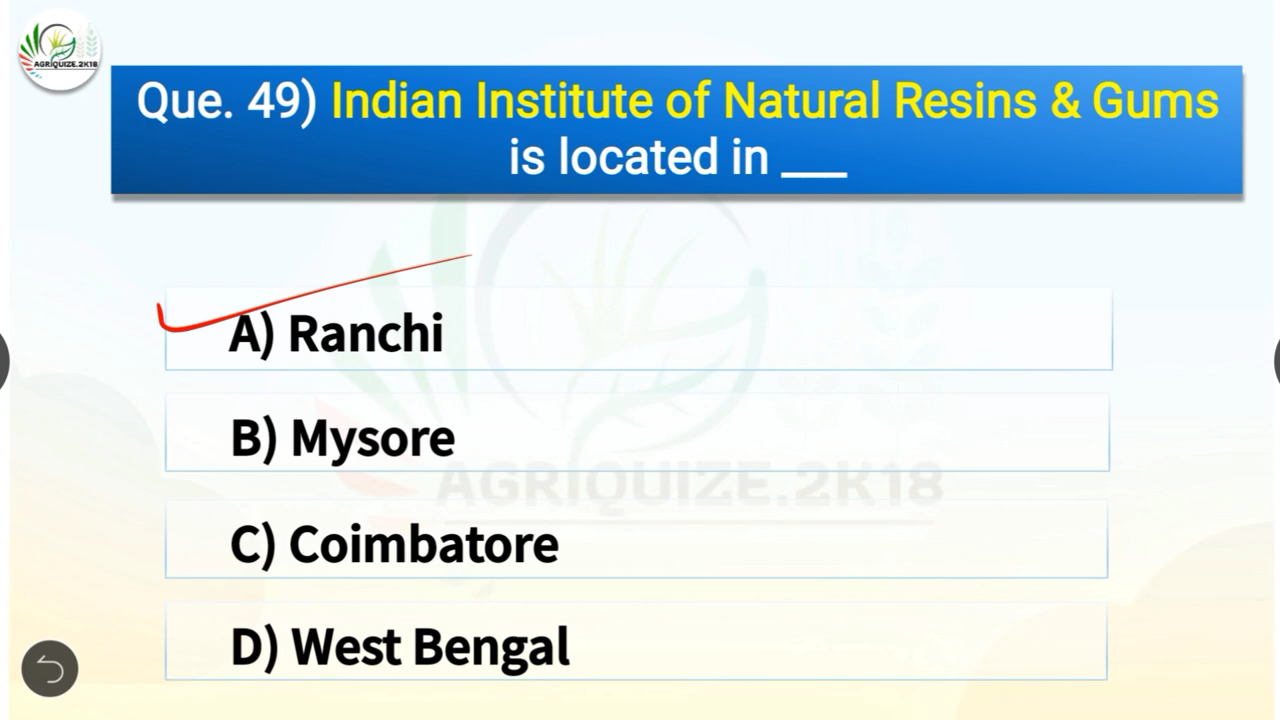 AGRIQUIZE.2K18
Que. 49) Indian Institute of Natural Resins & Gums
is located in ___
A) Ranchi
B) Mysore
AGRIQUIZE.2K18
C) Coimbatore
D) West Bengal